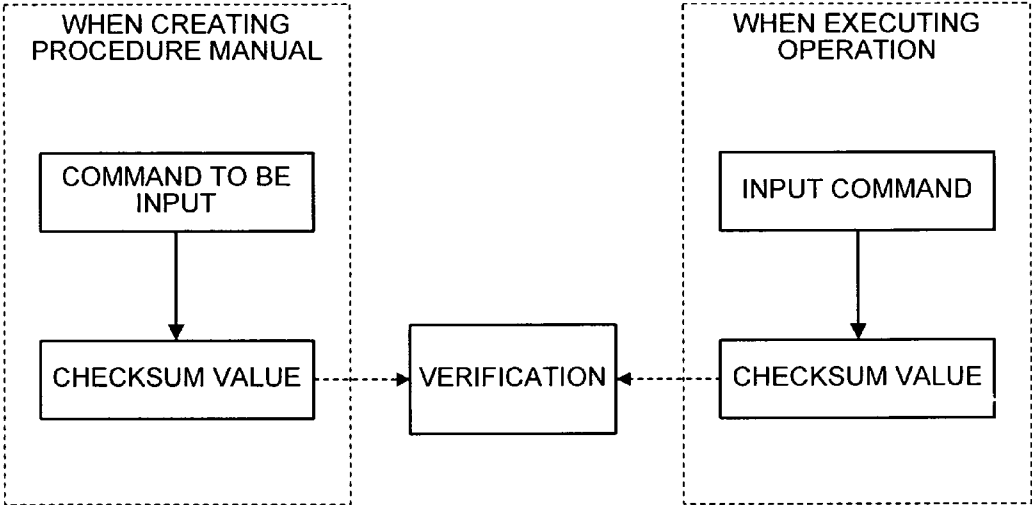 WHEN CREATING
PROCEDURE MANUAL
COMMAND TO BE
INPUT
CHECKSUM VALUE
VERIFICATION
WHEN EXECUTING
OPERATION
INPUT COMMAND
CHECKSUM VALUE